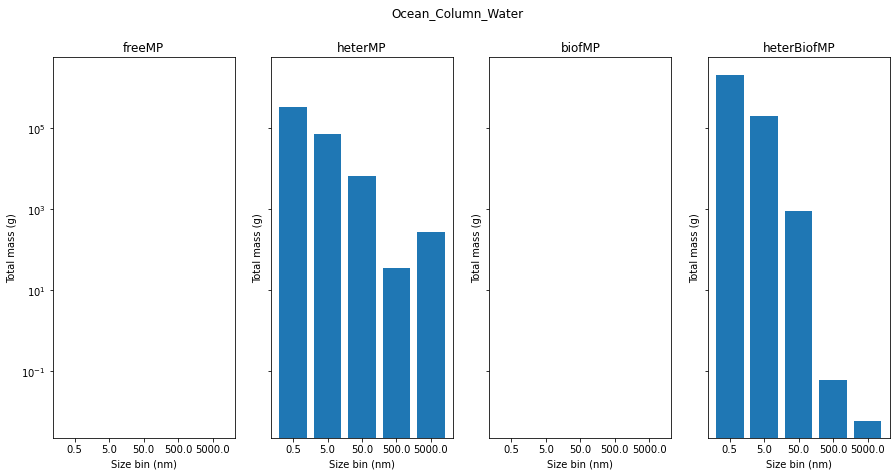 Ocean_Column_Water
freeMP
heterMP
biofMP
heterBiofMP
10^5
10^3
10^1
10^-1
Total mass (g)
Total mass (g)
Total mass (g)
Total mass (g)
0.5 5.0 50.0 500.0 5000.0
0.5 5.0 50.0 500.0 5000.0
0.5 5.0 50.0 500.0 5000.0
0.5 5.0 50.0 500.0 5000.0
Size bin (nm)
Size bin (nm)
Size bin (nm)
Size bin (nm)